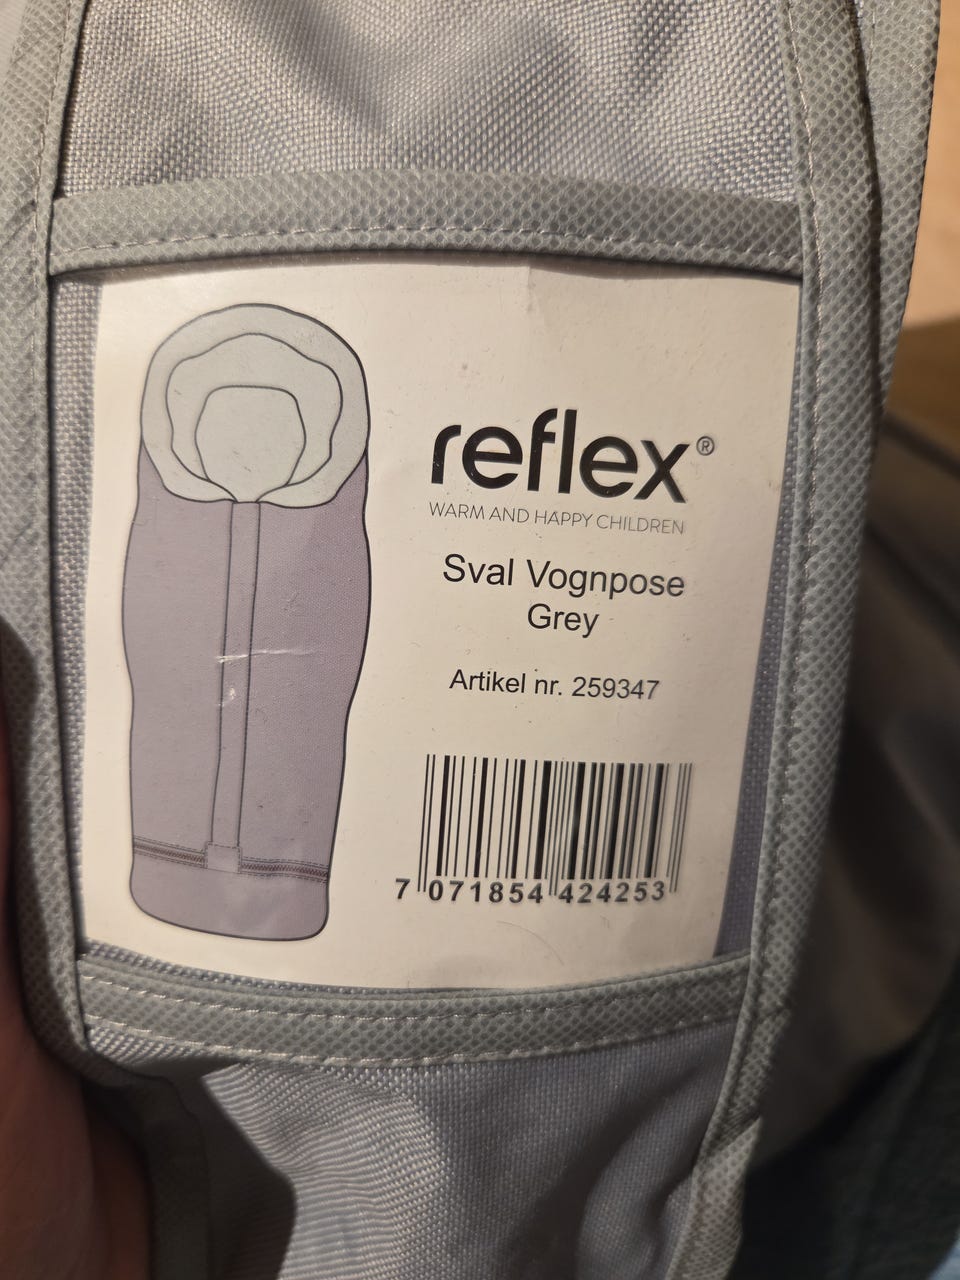 reflex®
WARM AND HAPPY CHILDREN
Sval Vognpose
Grey
Artikel nr. 259347
7 071854 424253